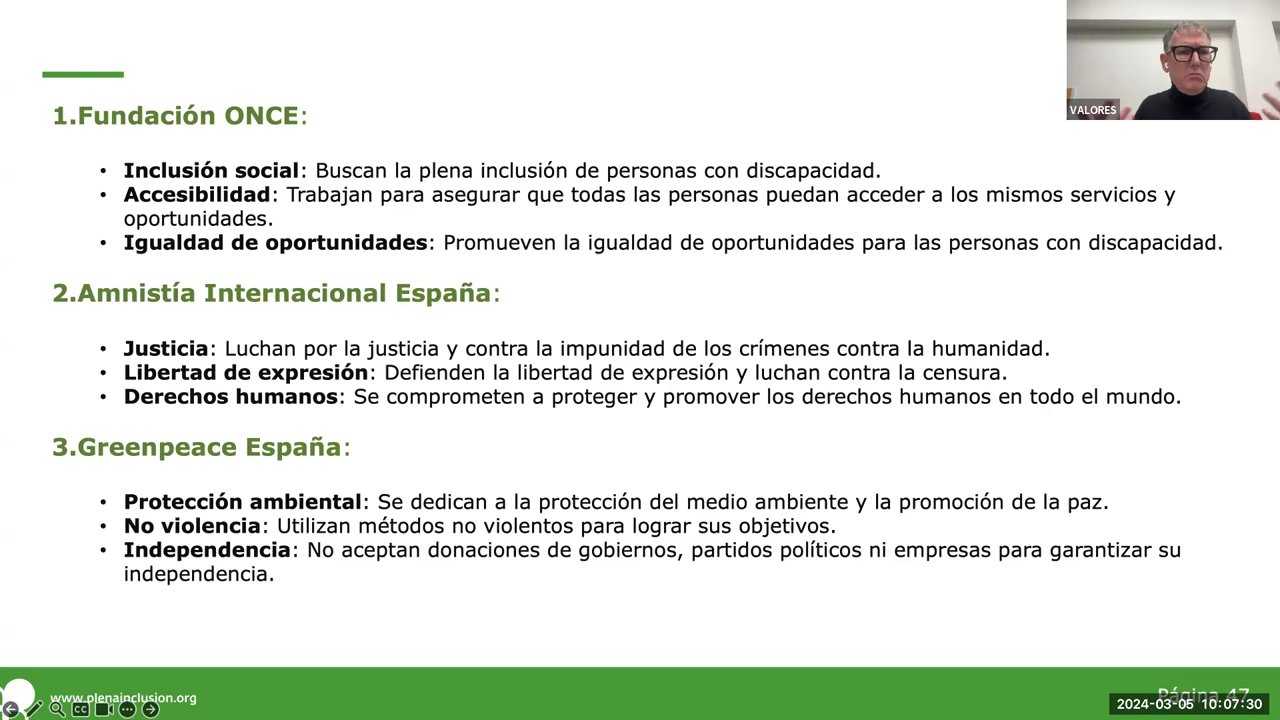 VALORES
1.Fundación ONCE:
• Inclusión social: Buscan la plena inclusión de personas con discapacidad.
• Accesibilidad: Trabajan para asegurar que todas las personas puedan acceder a los mismos servicios y
oportunidades.
• Igualdad de oportunidades: Promueven la igualdad de oportunidades para las personas con discapacidad.
2.Amnistía Internacional España:
• Justicia: Luchan por la justicia y contra la impunidad de los crímenes contra la humanidad.
• Libertad de expresión: Defienden la libertad de expresión y luchan contra la censura.
• Derechos humanos: Se comprometen a proteger y promover los derechos humanos en todo el mundo.
3.Greenpeace España:
• Protección ambiental: Se dedican a la protección del medio ambiente y la promoción de la paz.
• No violencia: Utilizan métodos no violentos para lograr sus objetivos.
• Independencia: No aceptan donaciones de gobiernos, partidos políticos ni empresas para garantizar su
independencia.
www.plenainclusion.org
Página 47
CC
2024-03-05 10:07:30